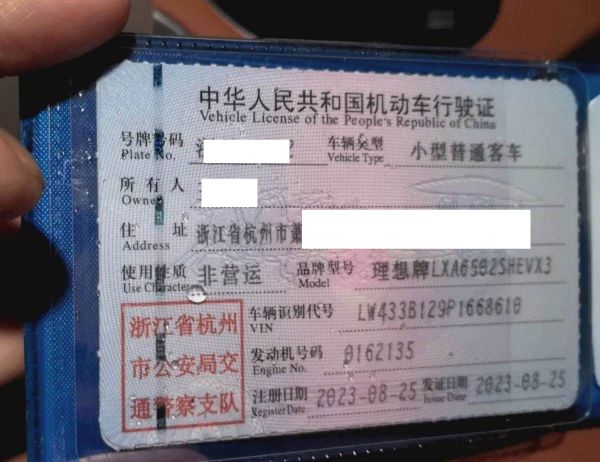 中华人民共和国机动车行驶证
Vehicle License of the People's Republic of China
号牌号码 车辆类型 小型普通客车
Plate No. Vehicle Type
所有人
Owner
住址 浙江省杭州市萧
Address
使用性质 非营运 品牌型号 理想牌LXA6502SHEVX3
Use Character Model
车辆识别代号 LW433B129P1668610
VIN
发动机号码 0162135
Engine No.
注册日期 2023-08-25 发证日期 2023-08-25
Register Date Issue Date
浙江省杭州
市公安局交
通警察支队